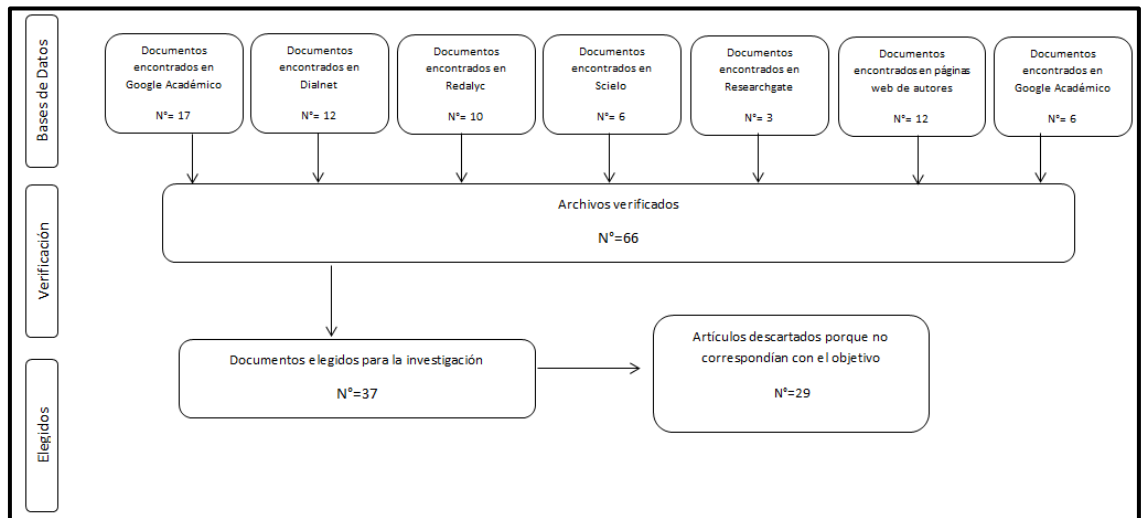 Bases de Datos
Documentos
encontrados en
Google Académico
N°= 17
Documentos
encontrados en
Dialnet
N°= 12
Documentos
encontrados en
Redalyc
N°= 10
Documentos
encontrados en
Scielo
N°= 6
Documentos
encontrados en
Researchgate
N°= 3
Documentos
encontrados en páginas
web de autores
N°= 12
Documentos
encontrados en
Google Académico
N°= 6
Verificación
Archivos verificados
N°=66
Elegidos
Documentos elegidos para la investigación
N°=37
Artículos descartados porque no
correspondían con el objetivo
N°=29